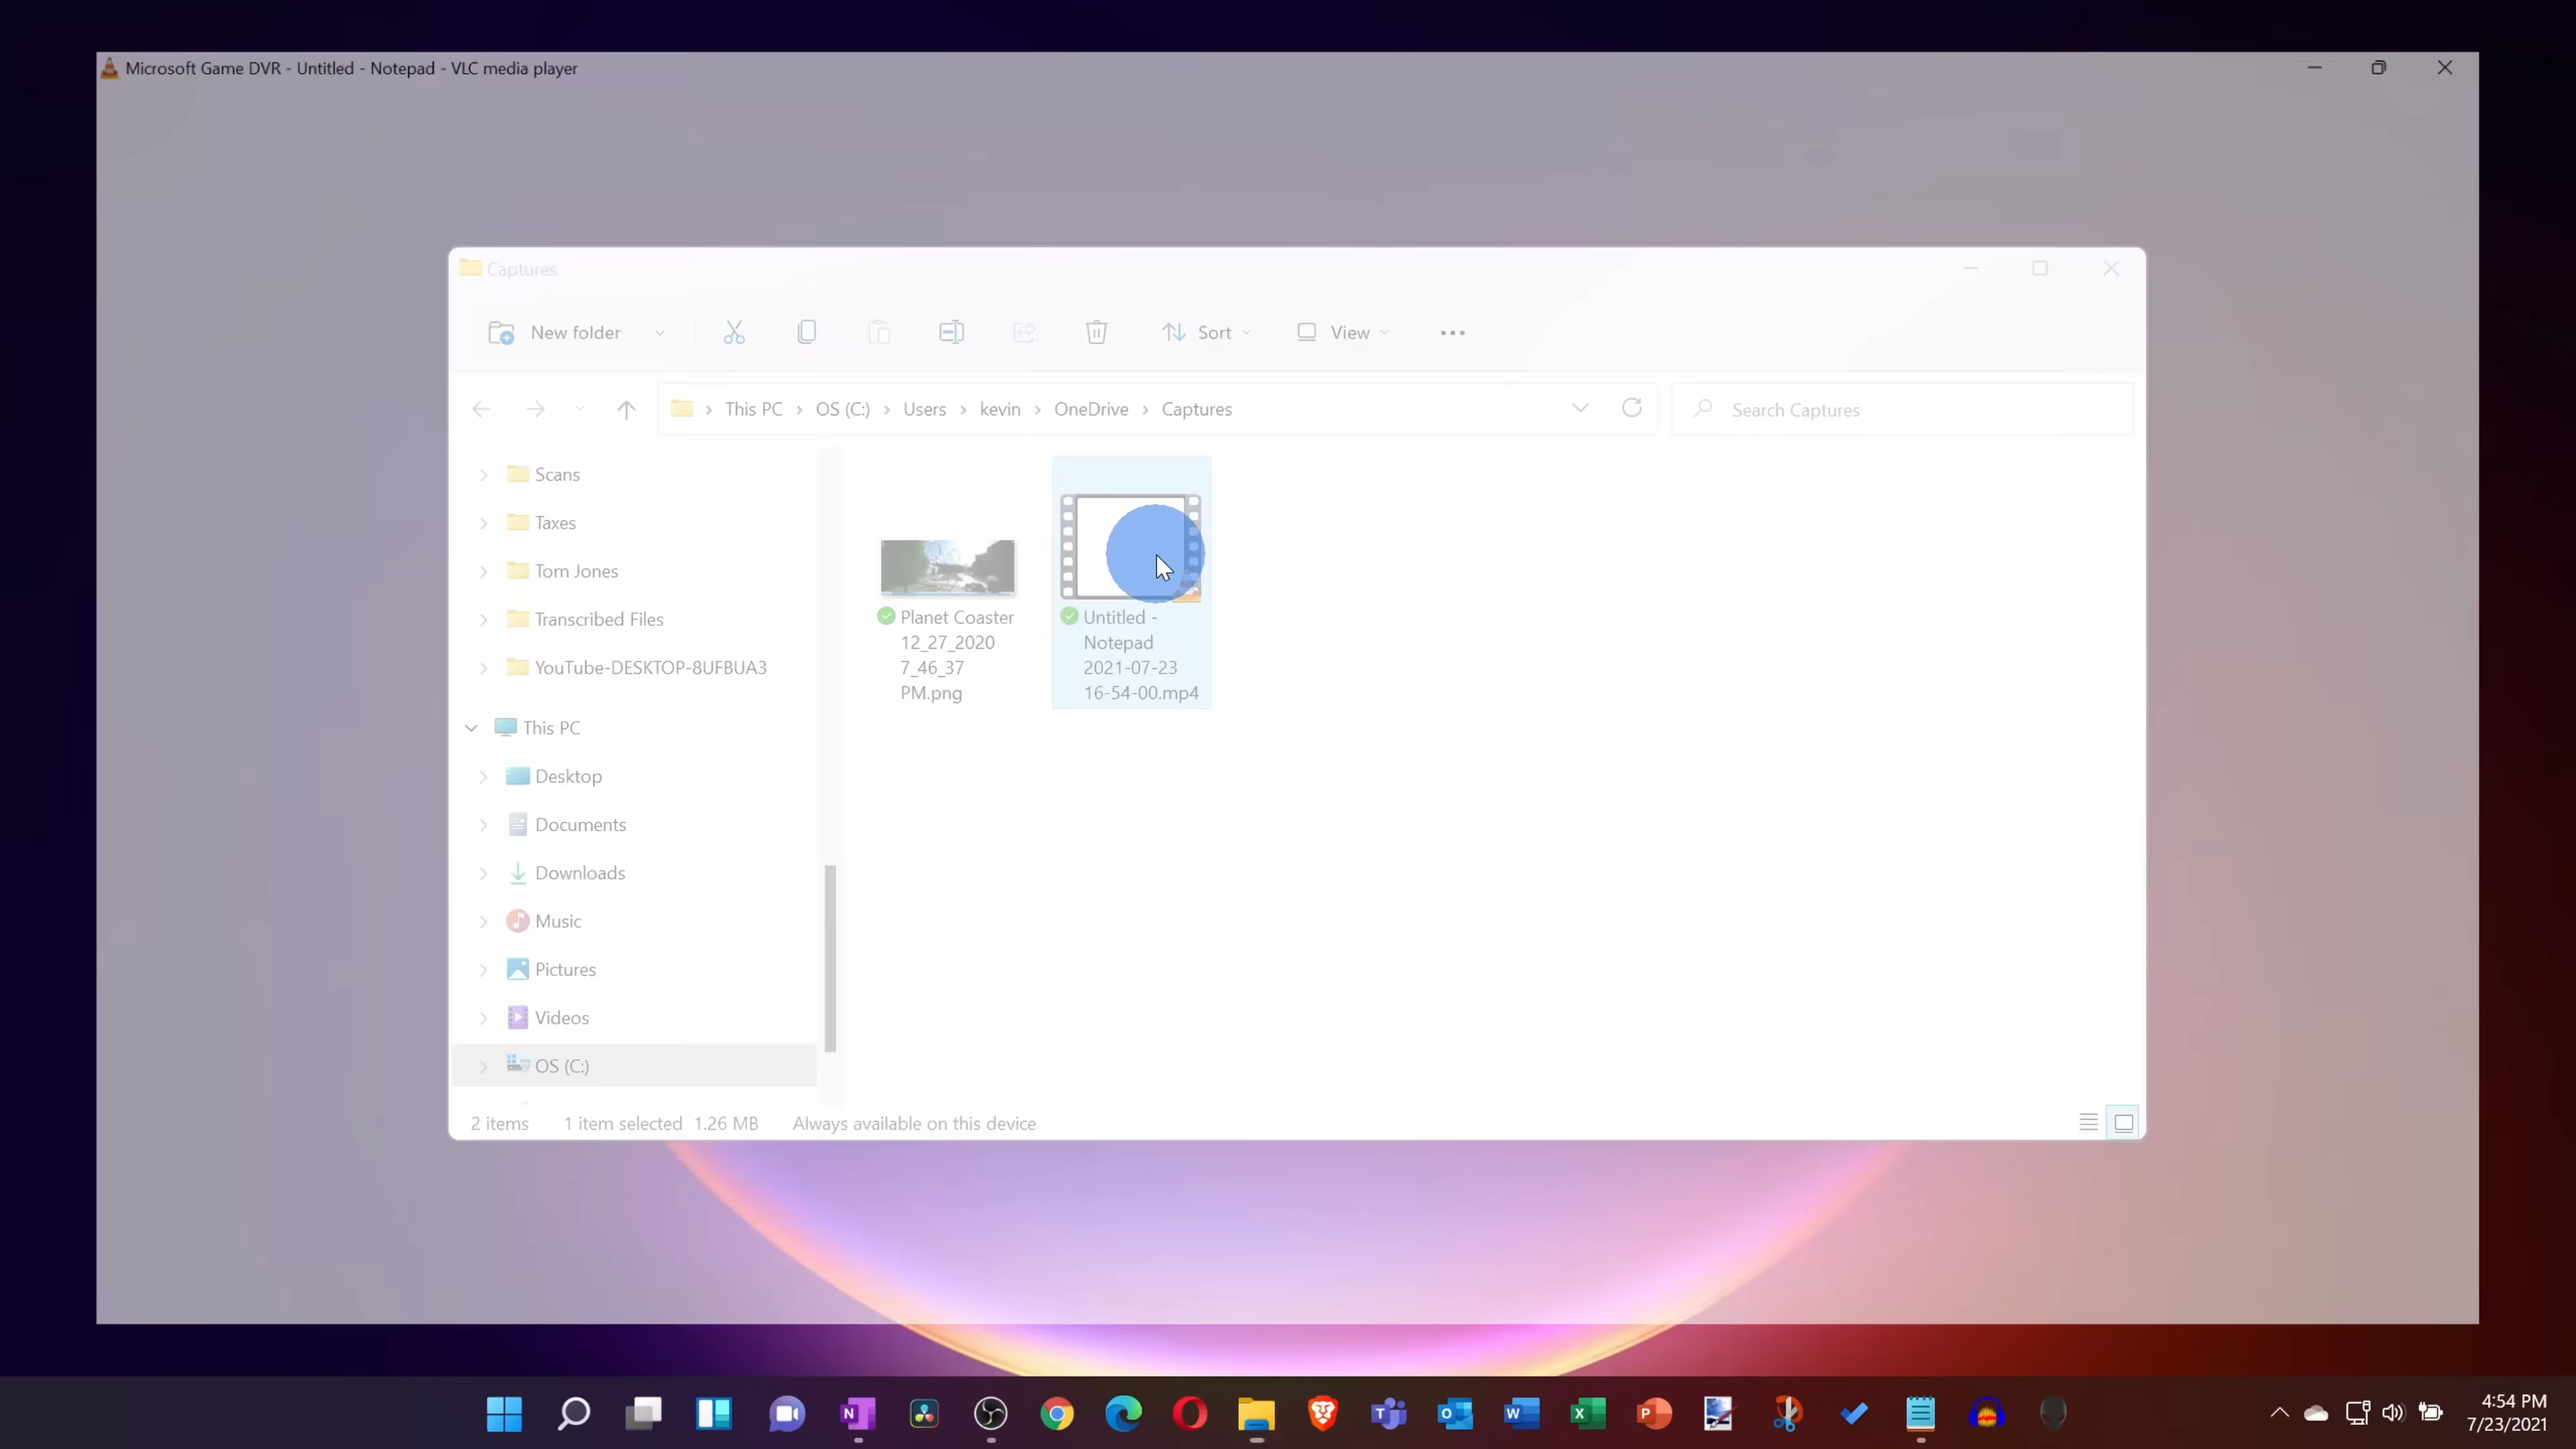 Microsoft Game DVR - Untitled - Notepad - VLC media player
Captures
New folder
Sort
View
This PC
OS (C:)
Users
kevin
OneDrive
Captures
Search Captures
Scans
Taxes
Tom Jones
Transcribed Files
YouTube-DESKTOP-8UFBUA3
This PC
Desktop
Documents
Downloads
Music
Pictures
Videos
OS (C:)
Planet Coaster
12_27_2020
7_46_37
PM.png
Untitled -
Notepad
2021-07-23
16-54-00.mp4
2 items
1 item selected 1.26 MB
Always available on this device
4:54 PM
7/23/2021